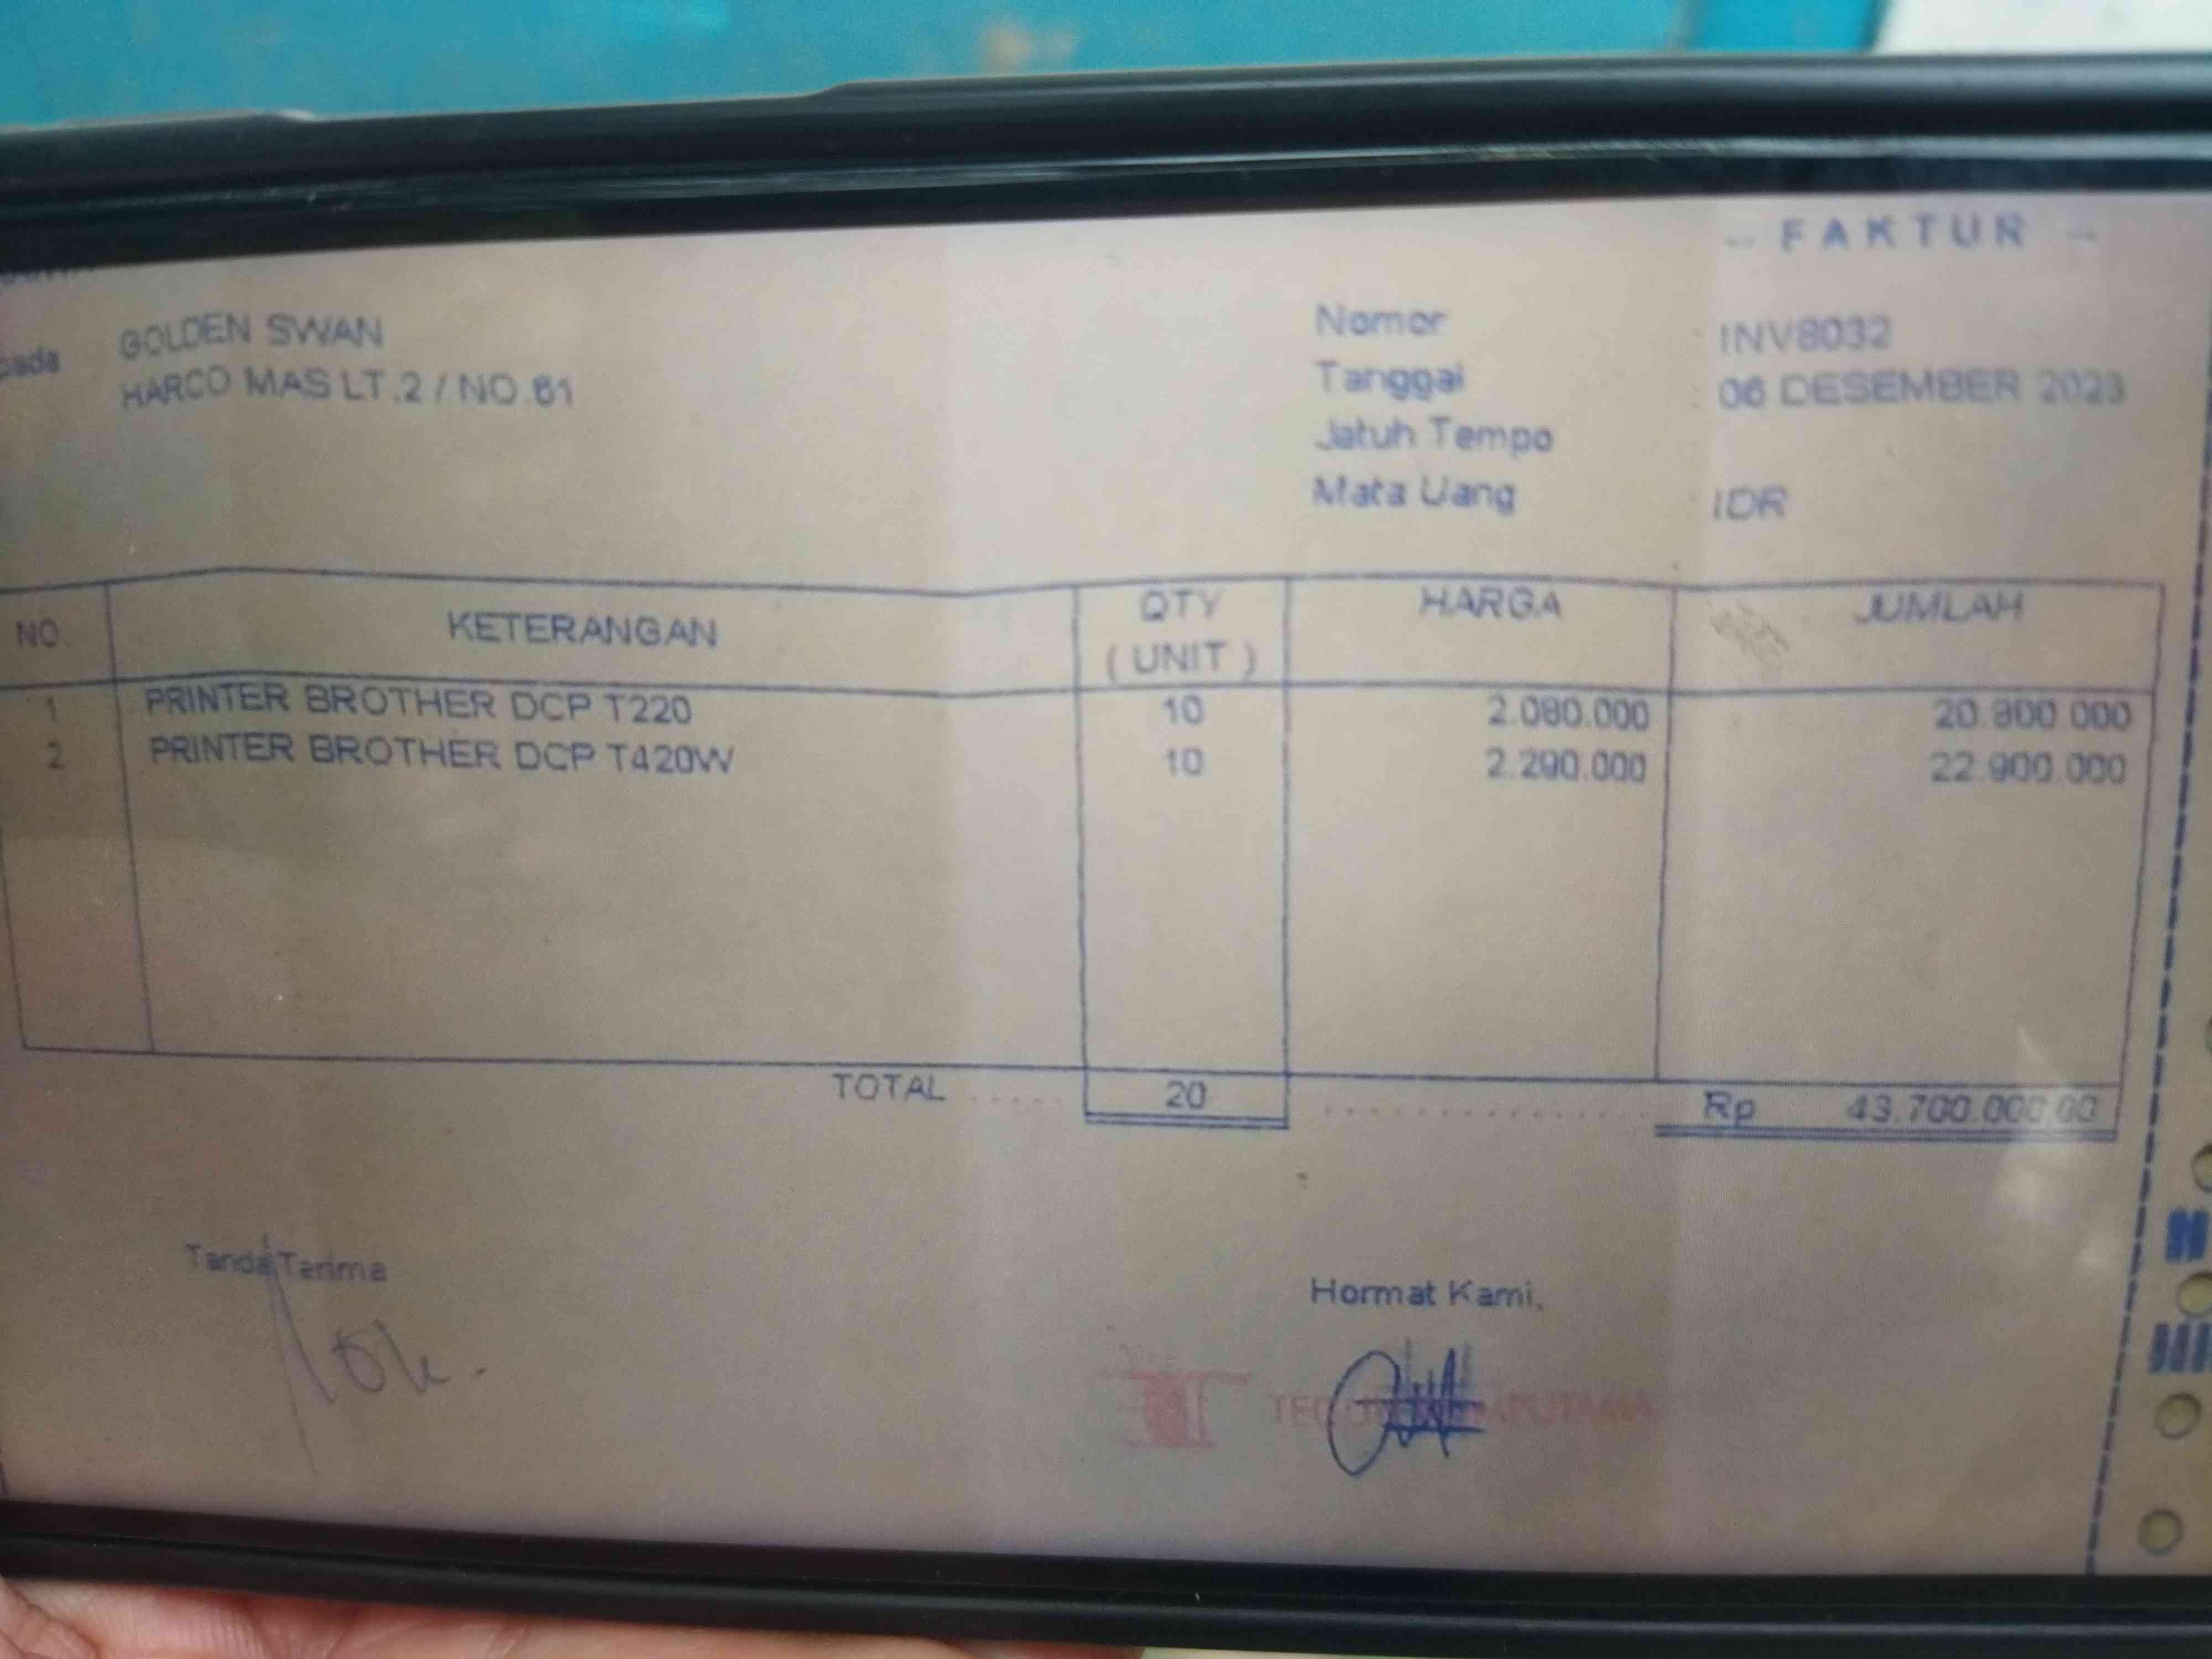 -- FAKTUR --
GOLDEN SWAN
HARCO MAS LT.2 / NO.61
Nomor : INV8032
Tanggal : 06 DESEMBER 2023
Jatuh Tempo
Mata Uang : IDR
NO. KETERANGAN QTY ( UNIT ) HARGA JUMLAH
1 PRINTER BROTHER DCP T220 10 2.080.000 20.800.000
2 PRINTER BROTHER DCP T420W 10 2.290.000 22.900.000
TOTAL ..... 20 ..... Rp 43.700.000,00
Tanda Terima
Hormat Kami,